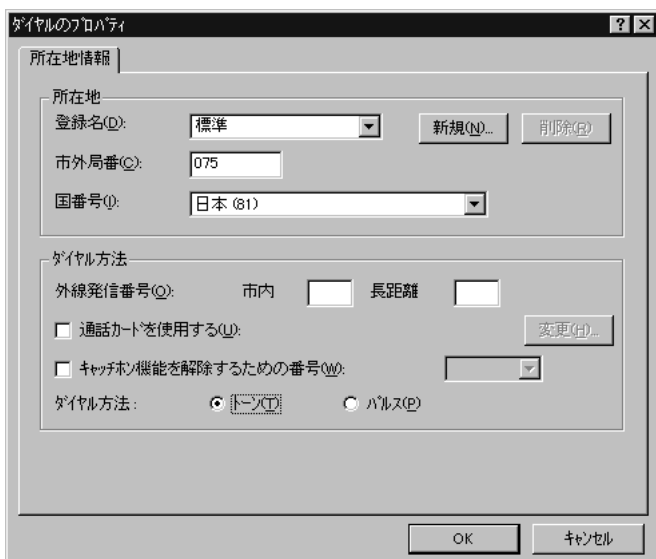 ﾀﾞｲﾔﾙのﾌﾟﾛﾊﾟﾃｨ
所在地情報
所在地
登録名(D): 標準 新規(N)... 削除(R)
市外局番(C): 075
国番号(I): 日本 (81)
ﾀﾞｲﾔﾙ方法
外線発信番号(O): 市内 長距離
通話ｶｰﾄﾞを使用する(U): 変更(H)...
ｷｬｯﾁﾎﾝ機能を解除するための番号(W):
ﾀﾞｲﾔﾙ方法: ﾄｰﾝ(T) ﾊﾟﾙｽ(P)
OK ｷｬﾝｾﾙ